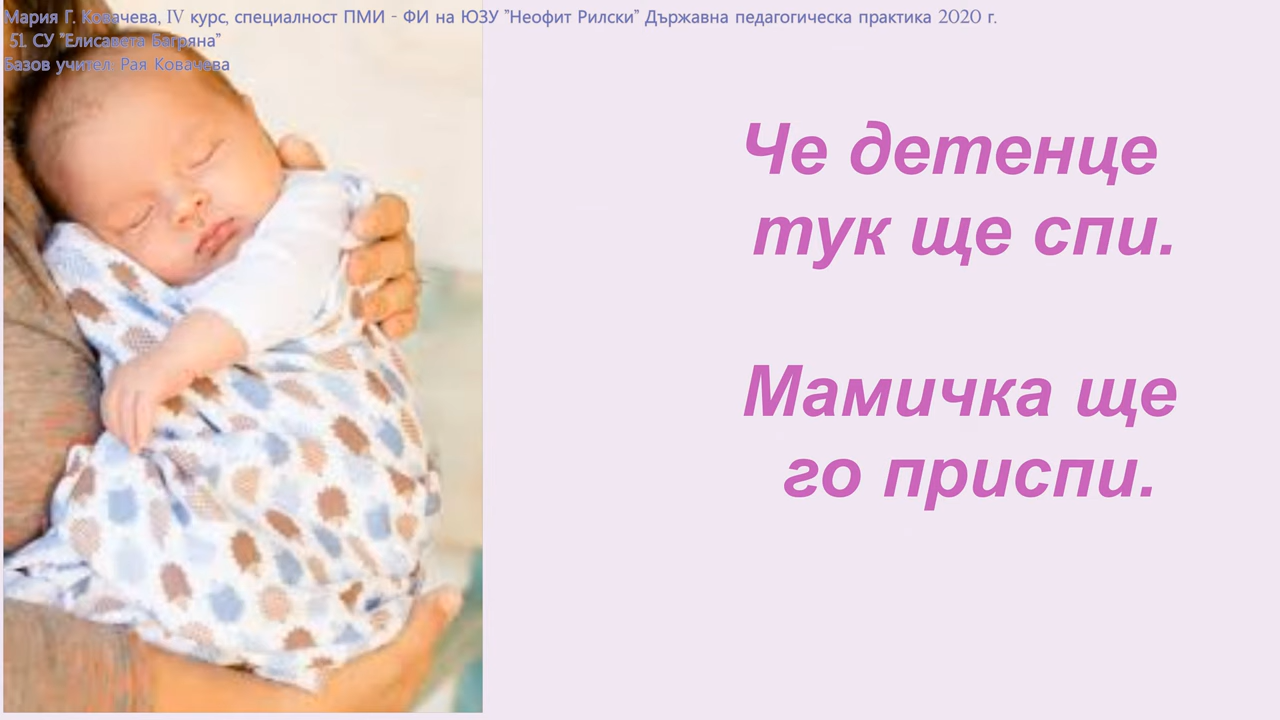 Мария Г. Ковачева, IV курс, специалност ПМИ - ФИ на ЮЗУ "Неофит Рилски" Държавна педагогическа практика 2020 г.
51. СУ "Елисавета Багряна"
Базов учител: Рая Ковачева
Че детенце
тук ще спи.
Мамичка ще
го приспи.